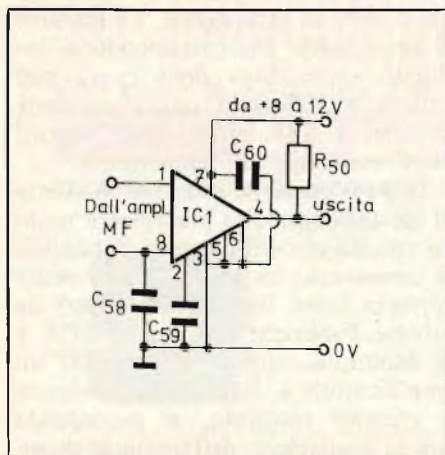 da +8 a 12V
C60
R50
1
7
Dall'ampl.
MF
IC1
4
uscita
8
2
3
5
6
C58
C59
0V